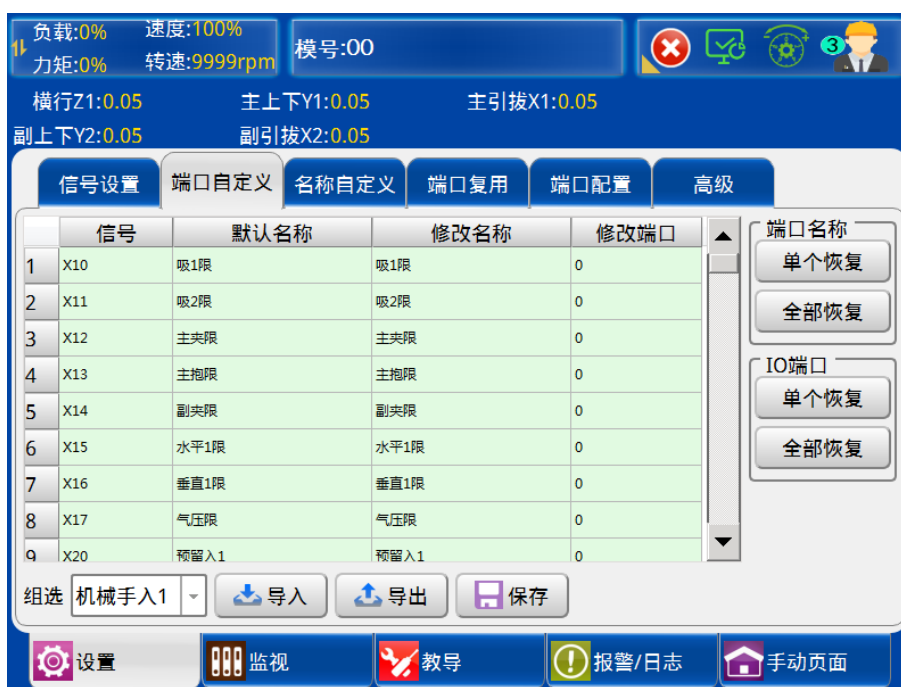 负载:0% 速度:100%
模号:00
3
力矩:0% 转速:9999rpm
横行Z1:0.05 主上下Y1:0.05 主引拔X1:0.05
副上下Y2:0.05 副引拔X2:0.05
信号设置 端口自定义 名称自定义 端口复用 端口配置 高级
信号 默认名称 修改名称 修改端口
1 X10 吸1限 吸1限 0
2 X11 吸2限 吸2限 0
3 X12 主夹限 主夹限 0
4 X13 主抱限 主抱限 0
5 X14 副夹限 副夹限 0
6 X15 水平1限 水平1限 0
7 X16 垂直1限 垂直1限 0
8 X17 气压限 气压限 0
9 X20 预留入1 预留入1 0
端口名称
单个恢复
全部恢复
IO端口
单个恢复
全部恢复
组选 机械手入1 导入 导出 保存
设置 监视 教导 报警/日志 手动页面